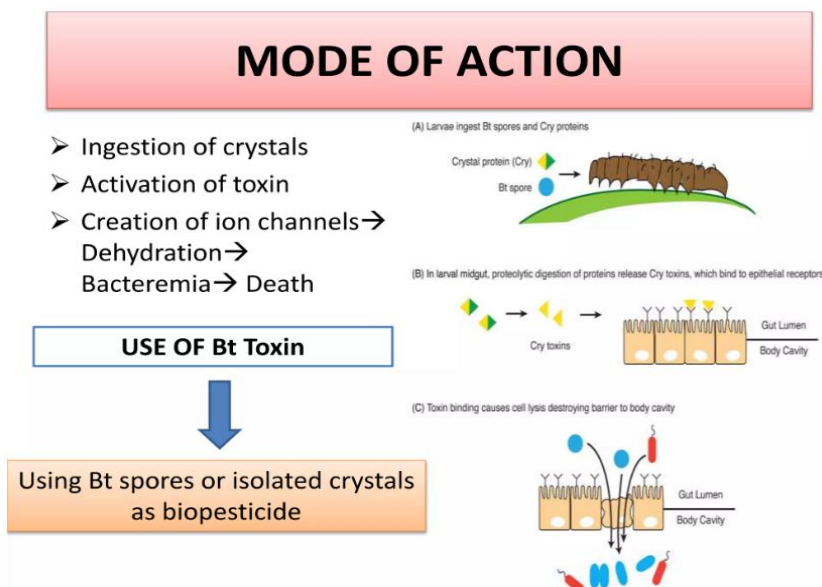 MODE OF ACTION
➢ Ingestion of crystals
➢ Activation of toxin
➢ Creation of ion channels→
Dehydration→
Bacteremia→ Death
USE OF Bt Toxin
Using Bt spores or isolated crystals
as biopesticide
(A) Larvae ingest Bt spores and Cry proteins
Crystal protein (Cry)
Bt spore
(B) In larval midgut, proteolytic digestion of proteins release Cry toxins, which bind to epithelial receptors
Cry toxins
Gut Lumen
Body Cavity
(C) Toxin binding causes cell lysis destroying barrier to body cavity
Gut Lumen
Body Cavity